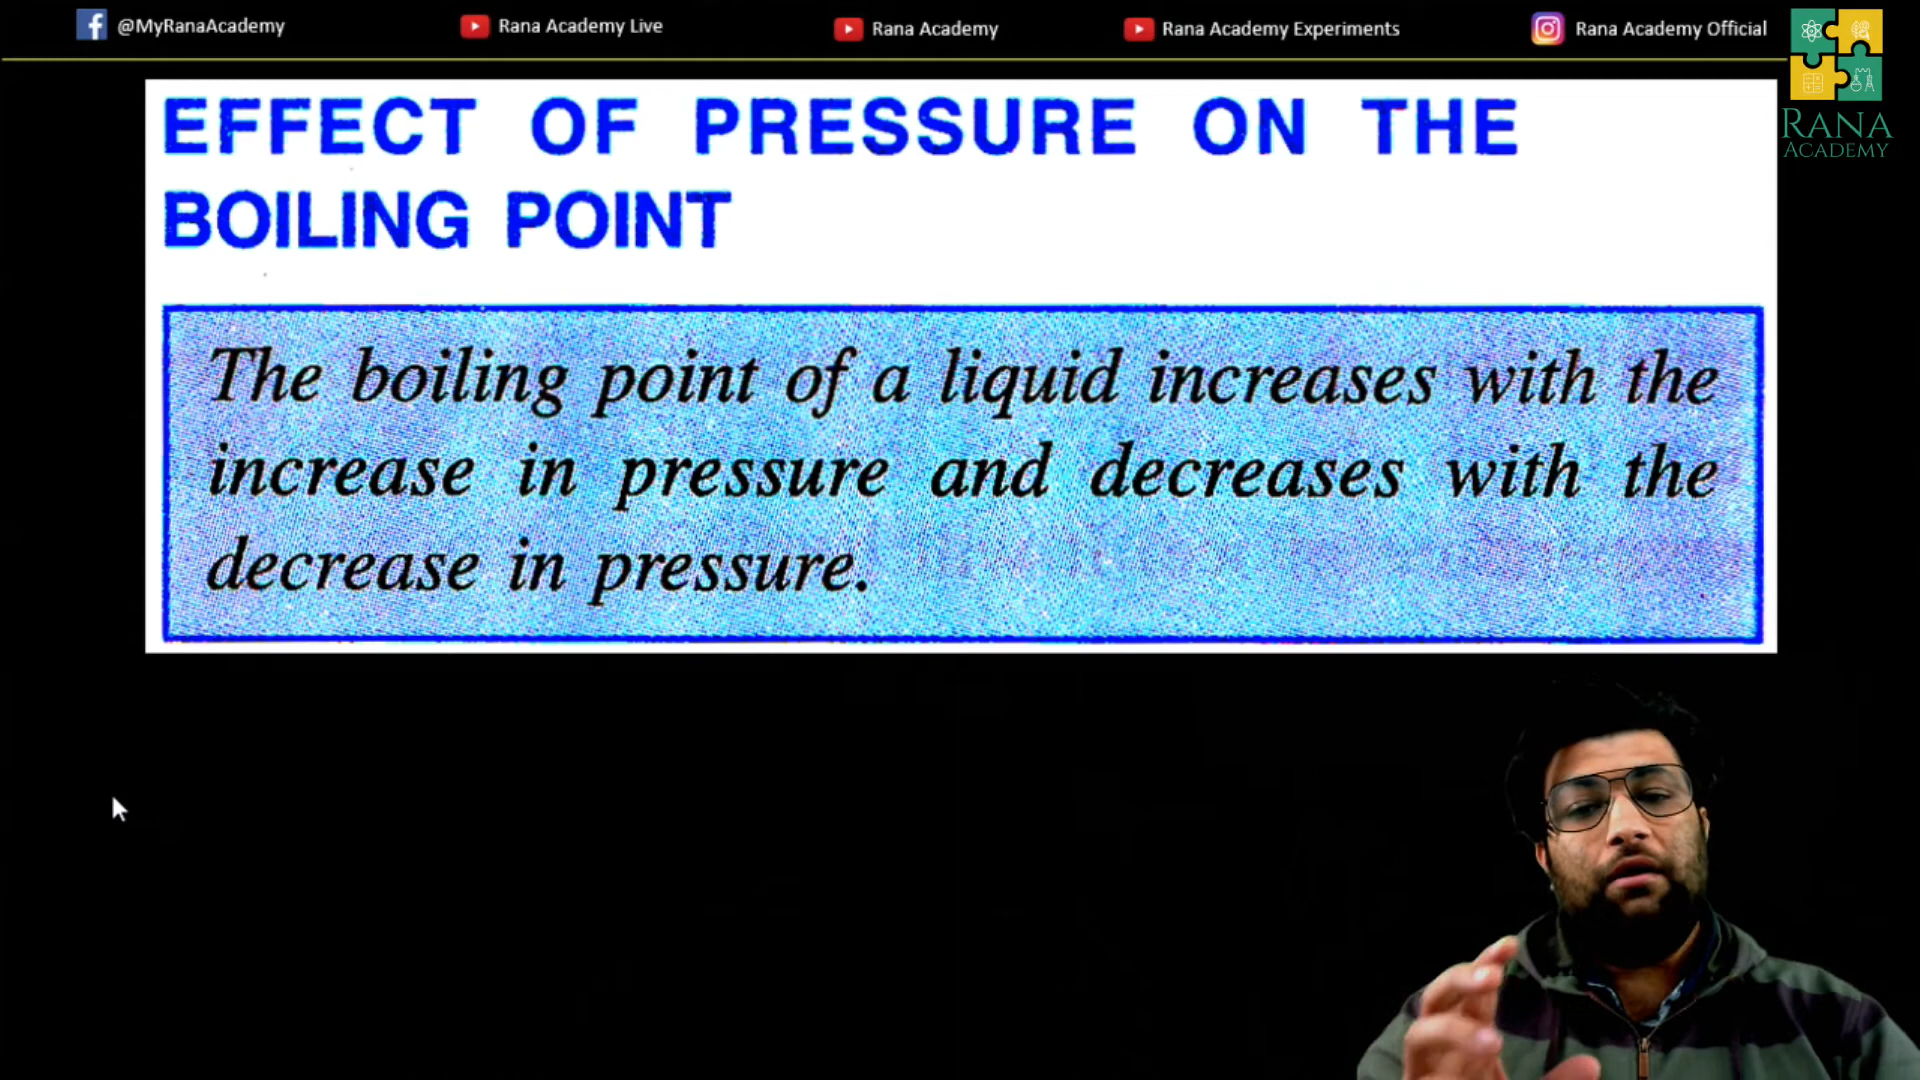 @MyRanaAcademy
Rana Academy Live
Rana Academy
Rana Academy Experiments
Rana Academy Official
RANA
ACADEMY
EFFECT OF PRESSURE ON THE
BOILING POINT
The boiling point of a liquid increases with the
increase in pressure and decreases with the
decrease in pressure.